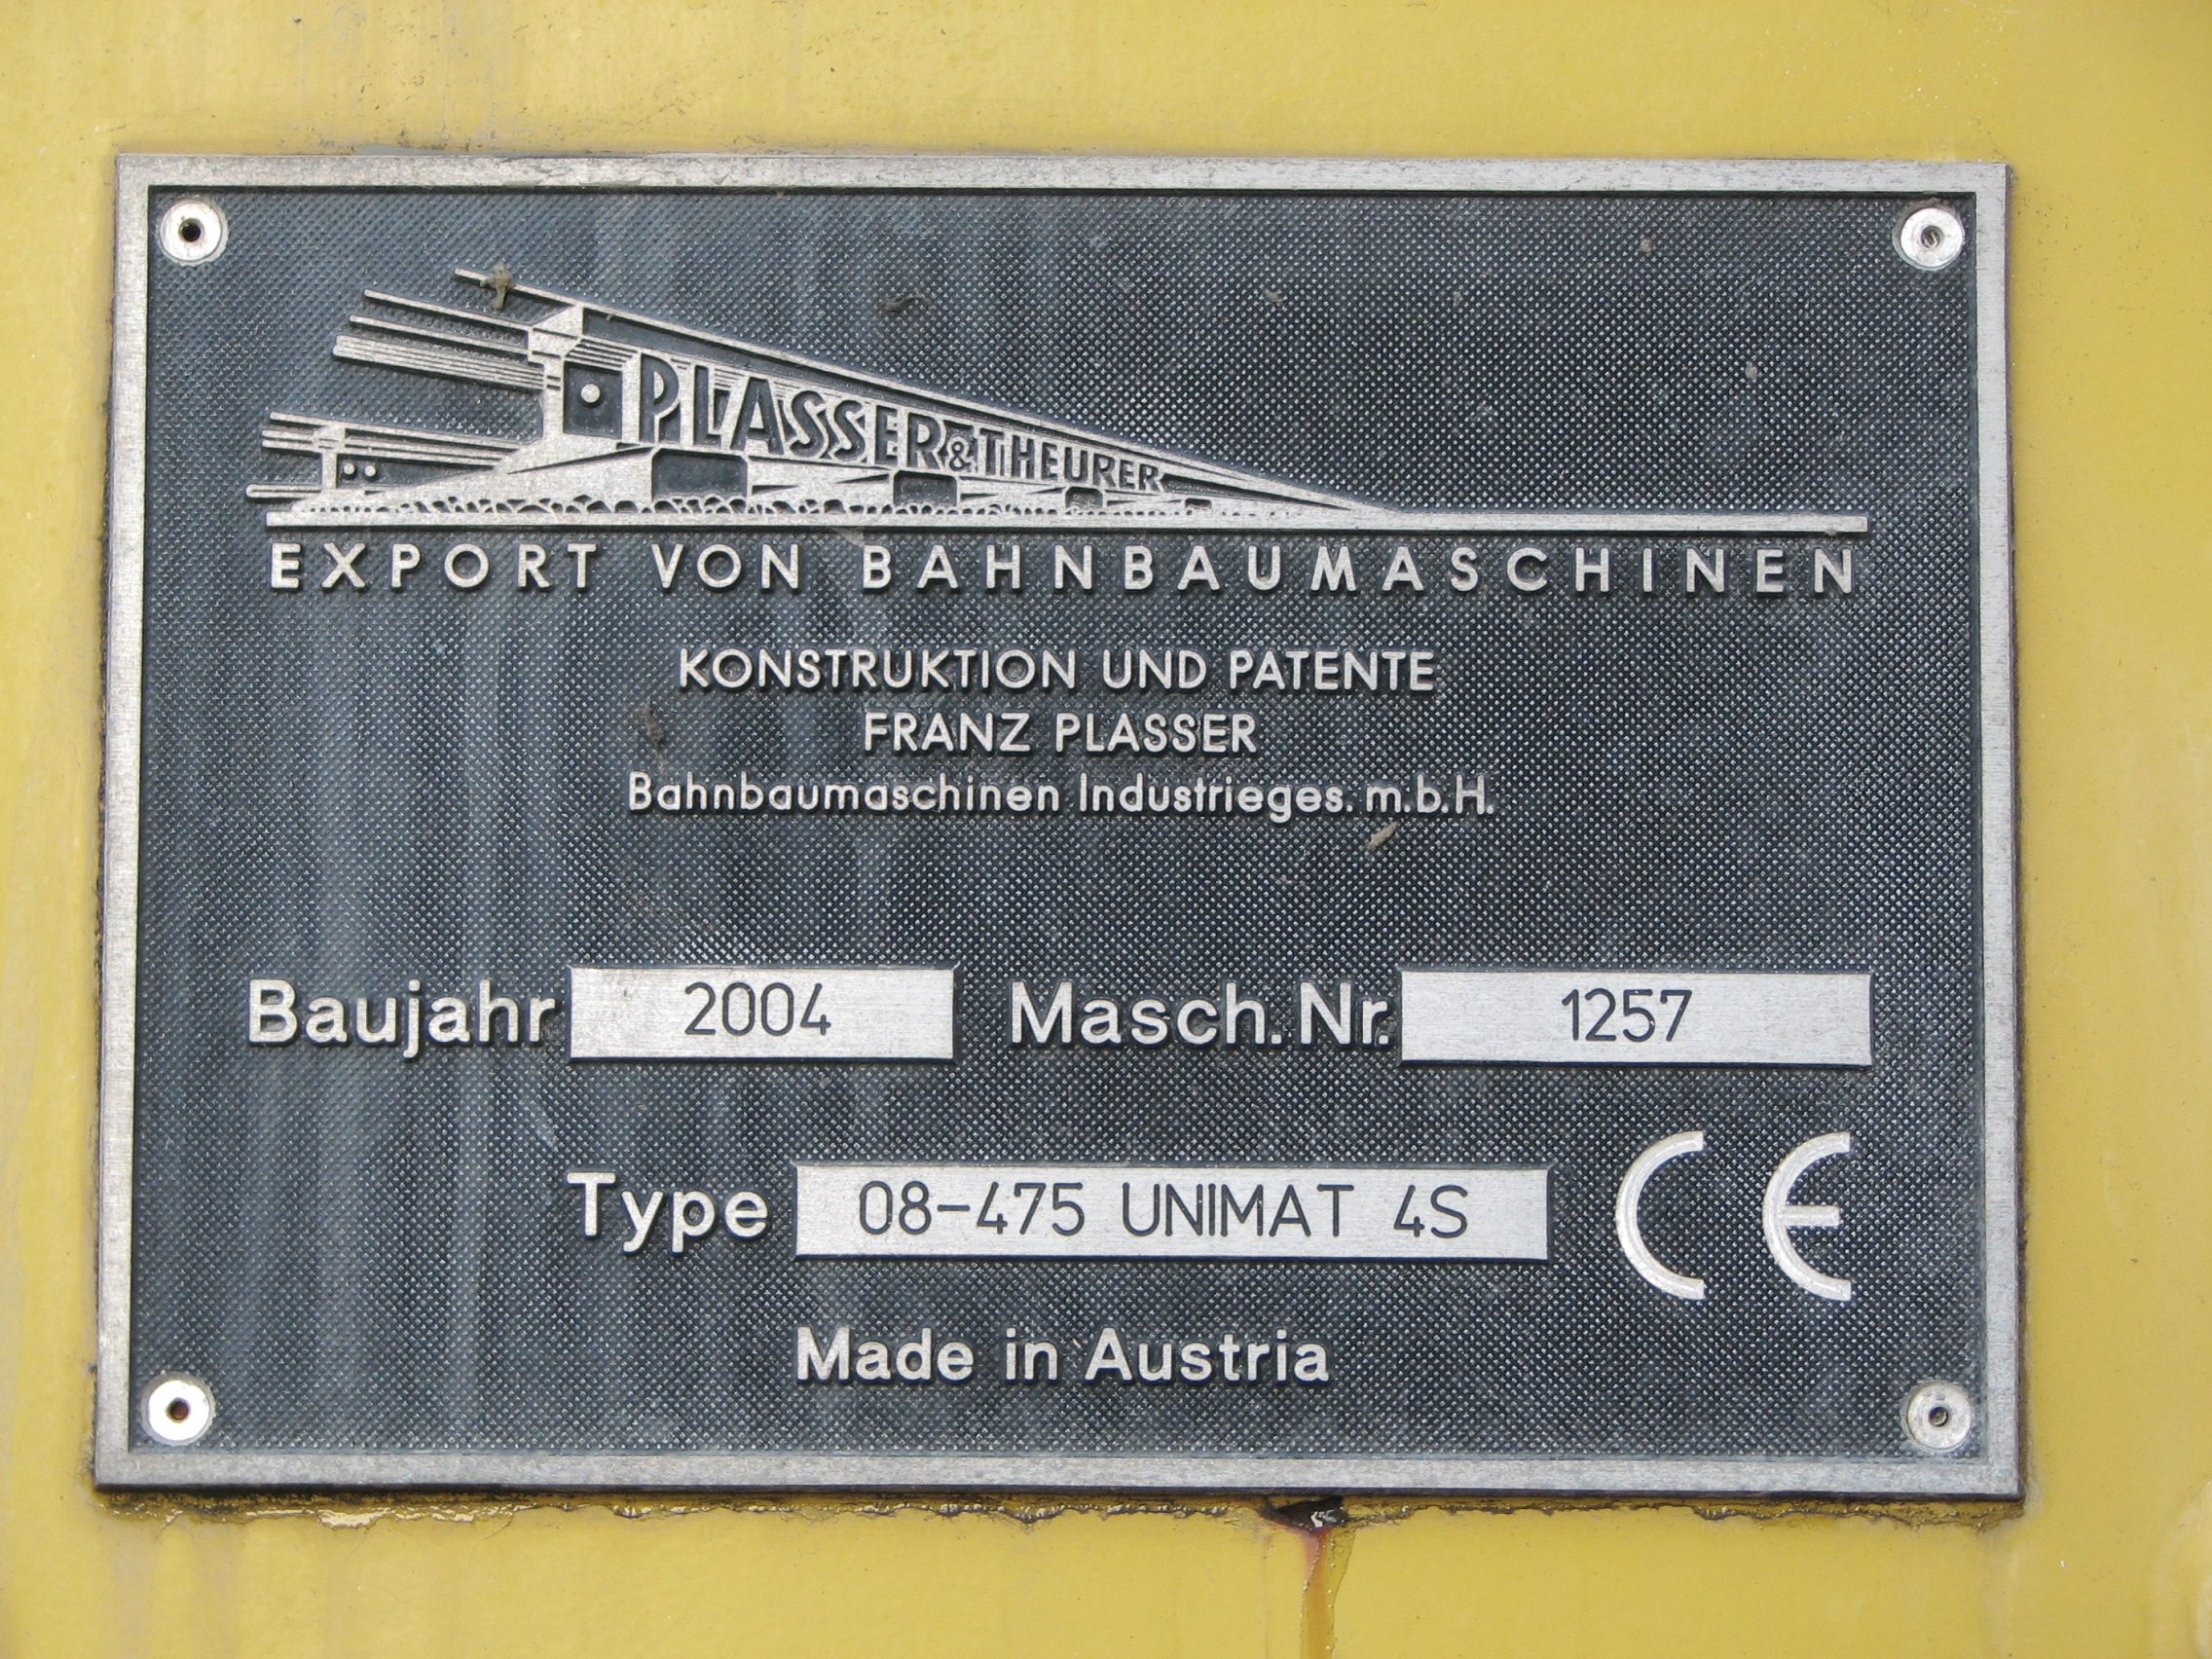 PLASSER & THEURER
EXPORT VON BAHNBAUMASCHINEN
KONSTRUKTION UND PATENTE
FRANZ PLASSER
Bahnbaumaschinen Industrieges. m.b.H.
Baujahr 2004 Masch. Nr. 1257
Type 08-475 UNIMAT 4S CE
Made in Austria